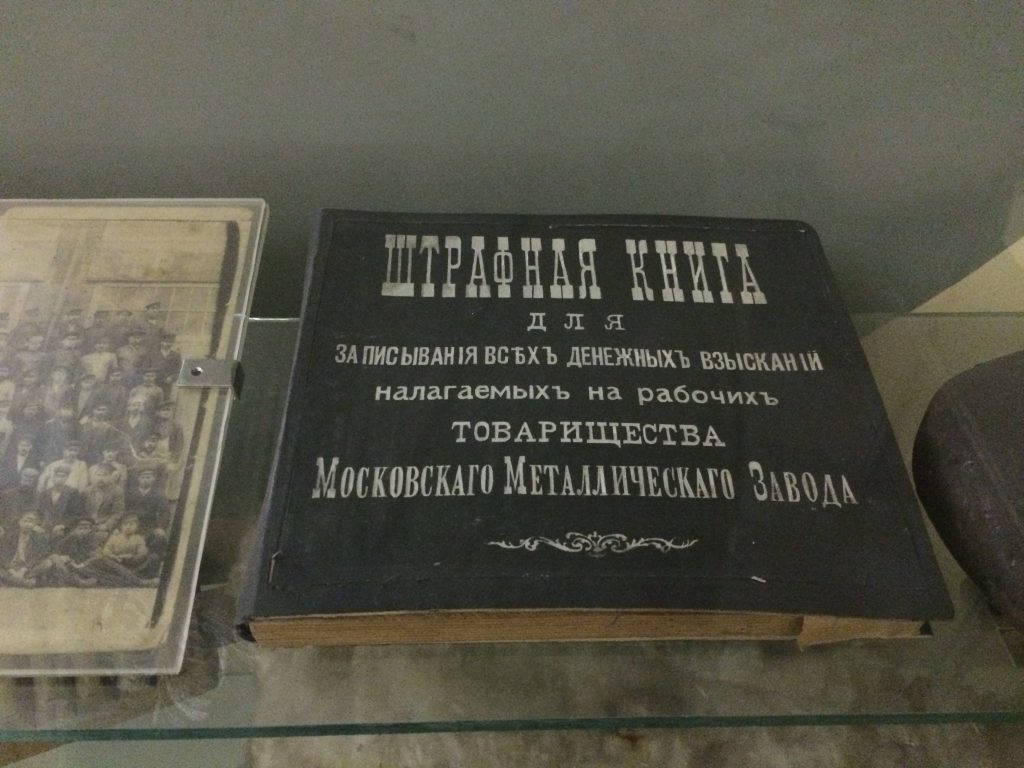 ШТРАФНАЯ КНИГА
ДЛЯ
ЗАПИСЫВАНІЯ ВСѢХЪ ДЕНЕЖНЫХЪ ВЗЫСКАНІЙ
налагаемыхъ на рабочихъ
ТОВАРИЩЕСТВА
МОСКОВСКАГО МЕТАЛЛИЧЕСКАГО ЗАВОДА